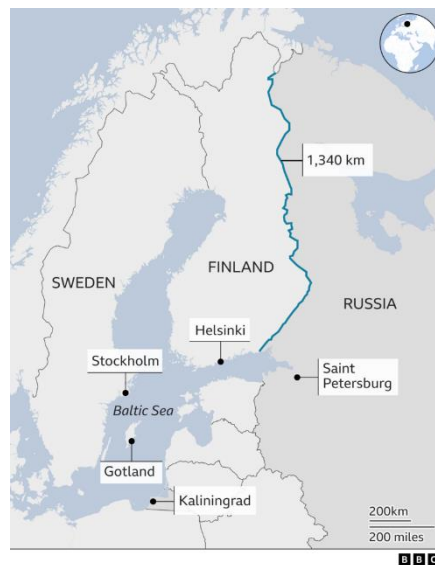 1,340 km
FINLAND
SWEDEN
RUSSIA
Helsinki
Stockholm
Saint
Petersburg
Baltic Sea
Gotland
Kaliningrad
200km
200 miles
BBC